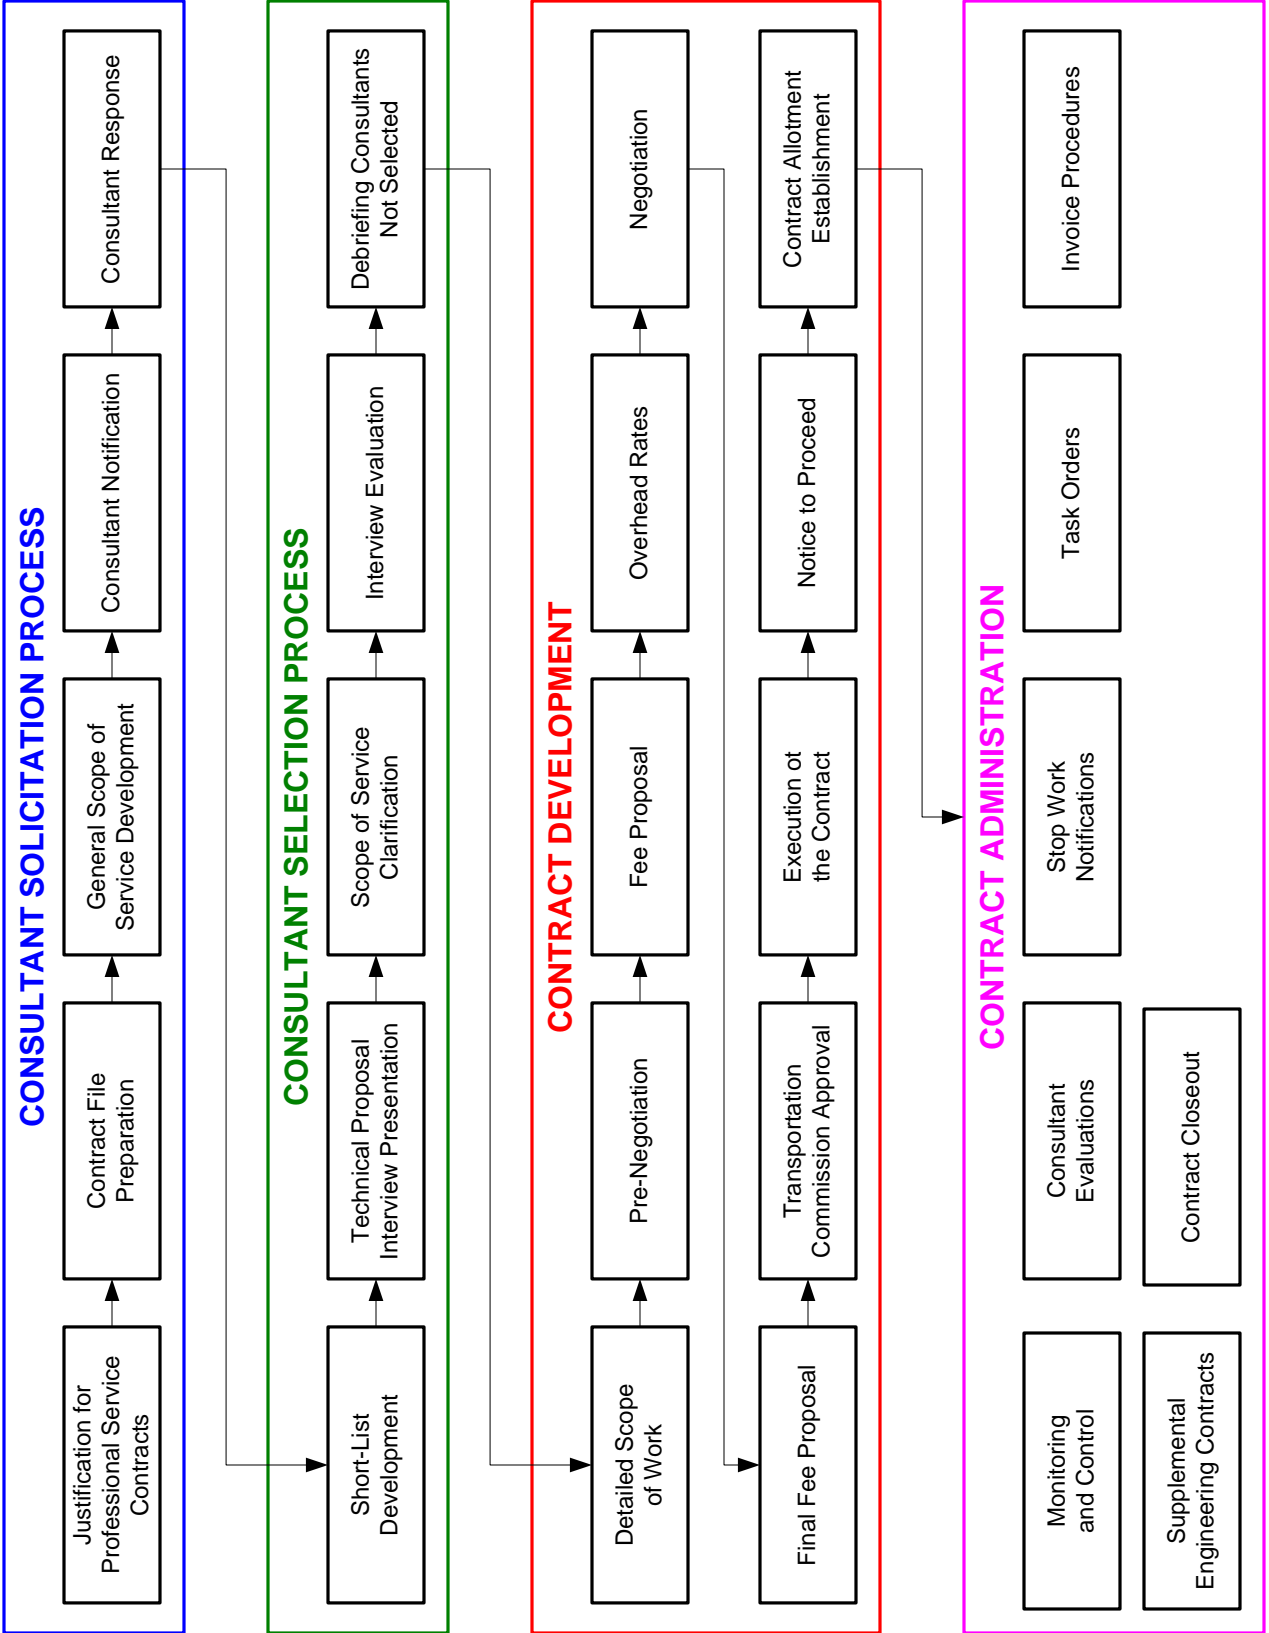 CONSULTANT SOLICITATION PROCESS
Justification for
Professional Service
Contracts
Contract File
Preparation
General Scope of
Service Development
Consultant Notification
Consultant Response
CONSULTANT SELECTION PROCESS
Short-List
Development
Technical Proposal
Interview Presentation
Scope of Service
Clarification
Interview Evaluation
Debriefing Consultants
Not Selected
CONTRACT DEVELOPMENT
Detailed Scope
of Work
Pre-Negotiation
Fee Proposal
Overhead Rates
Negotiation
Final Fee Proposal
Transportation
Commission Approval
Execution ot
the Contract
Notice to Proceed
Contract Allotment
Establishment
CONTRACT ADMINISTRATION
Monitoring
and Control
Consultant
Evaluations
Stop Work
Notifications
Task Orders
Invoice Procedures
Supplemental
Engineering Contracts
Contract Closeout